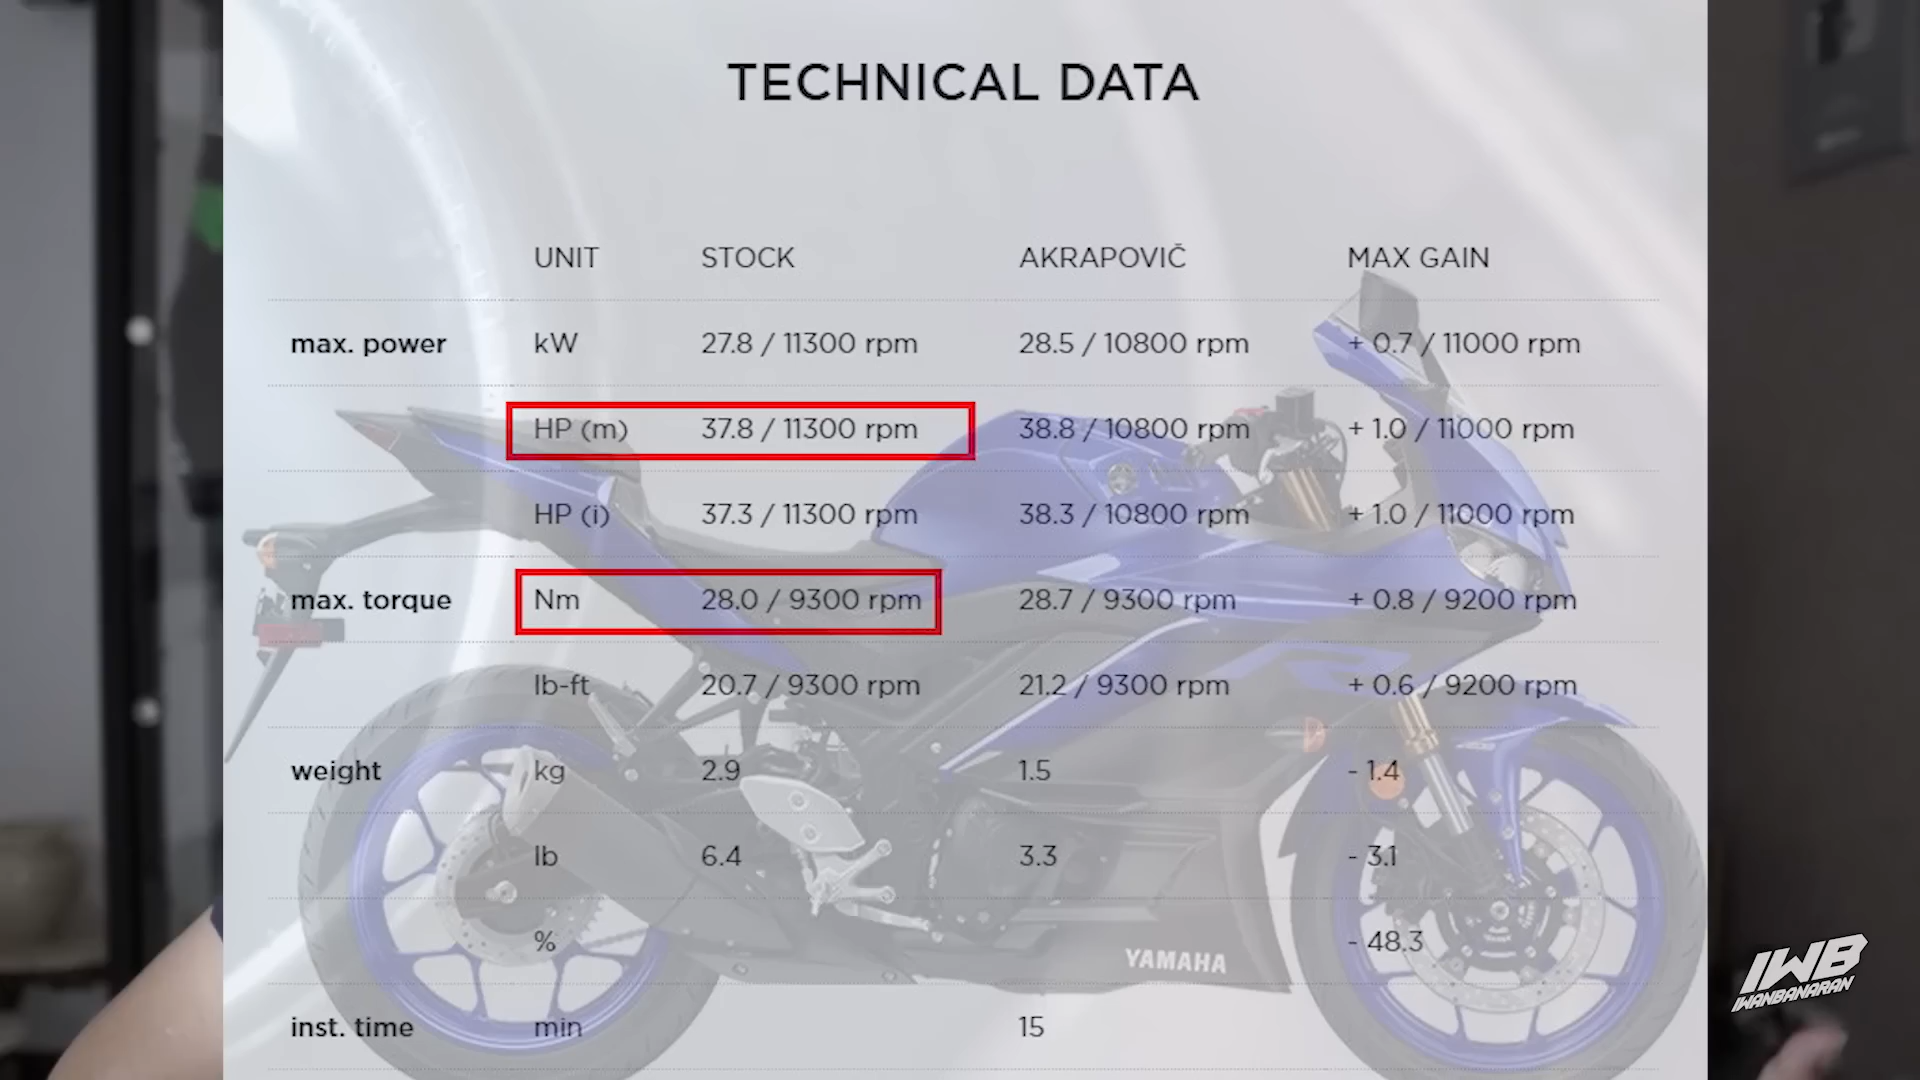 TECHNICAL DATA
UNIT STOCK AKRAPOVIČ MAX GAIN
max. power kW 27.8 / 11300 rpm 28.5 / 10800 rpm + 0.7 / 11000 rpm
HP (m) 37.8 / 11300 rpm 38.8 / 10800 rpm + 1.0 / 11000 rpm
HP (i) 37.3 / 11300 rpm 38.3 / 10800 rpm + 1.0 / 11000 rpm
max. torque Nm 28.0 / 9300 rpm 28.7 / 9300 rpm + 0.8 / 9200 rpm
lb-ft 20.7 / 9300 rpm 21.2 / 9300 rpm + 0.6 / 9200 rpm
weight kg 2.9 1.5 - 1.4
lb 6.4 3.3 - 3.1
% - 48.3
YAMAHA
inst. time min 15
IWB
IWANBANARAN